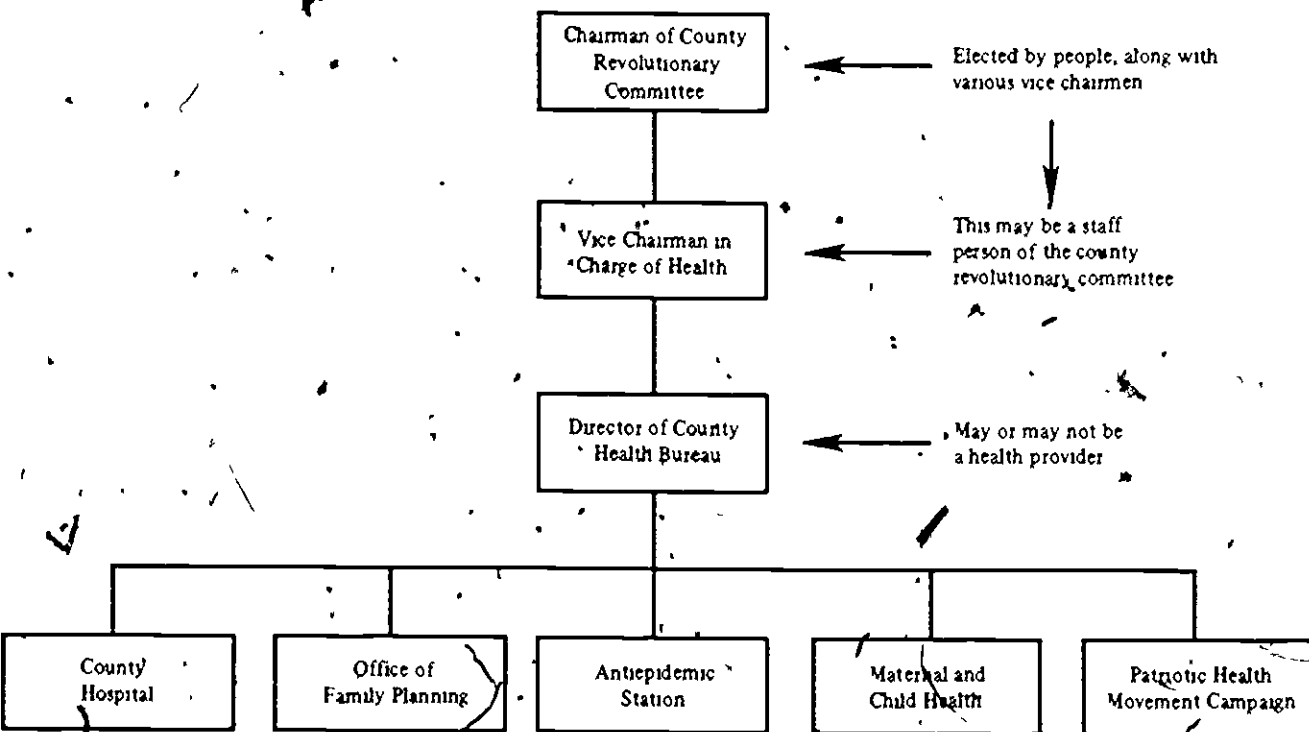 Chairman of County
Revolutionary
Committee
Elected by people, along with
various vice chairmen
Vice Chairman in
Charge of Health
This may be a staff
person of the county
revolutionary committee
Director of County
Health Bureau
May or may not be
a health provider
County
Hospital
Office of
Family Planning
Antiepidemic
Station
Maternal and
Child Health
Patriotic Health
Movement Campaign